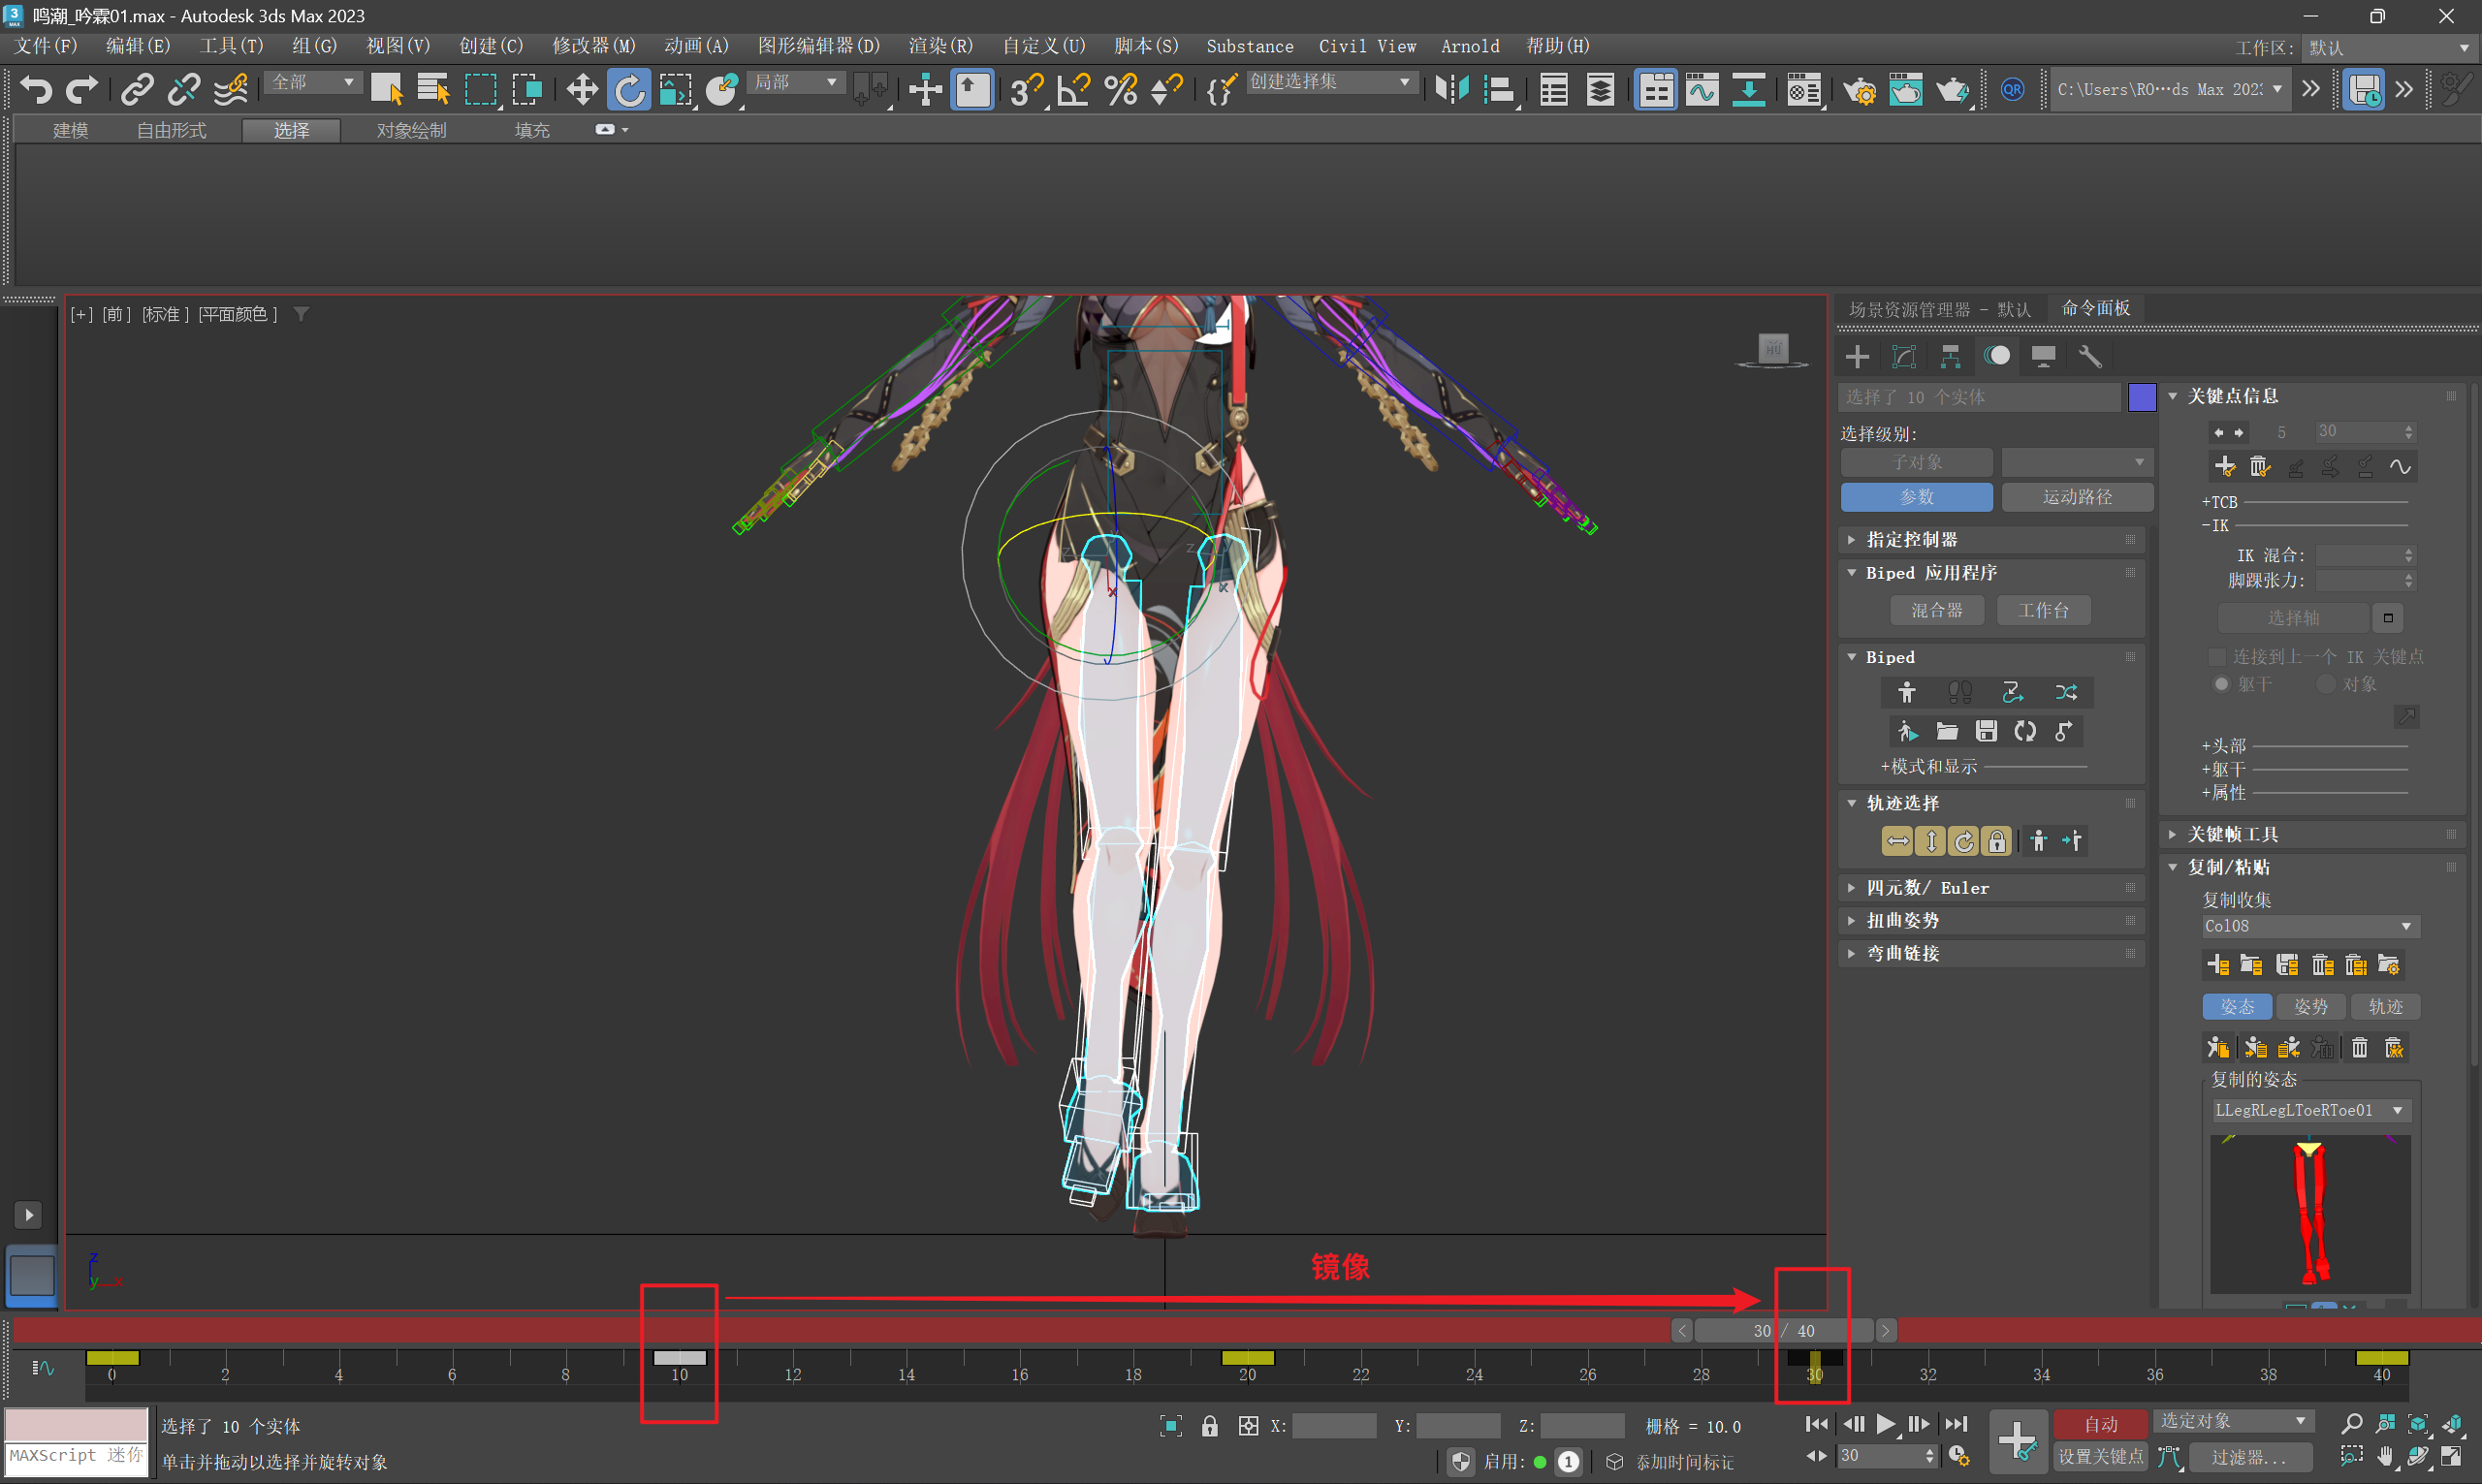 鸣潮_吟霖01.max - Autodesk 3ds Max 2023
文件(F) 编辑(E) 工具(T) 组(G) 视图(V) 创建(C) 修改器(M) 动画(A) 图形编辑器(D) 渲染(R) 自定义(U) 脚本(S) Substance Civil View Arnold 帮助(H)
工作区: 默认
全部 局部 创建选择集 QR C:\Users\RO···ds Max 202
建模 自由形式 选择 对象绘制 填充
[+] [前] [标准] [平面颜色]
前
场景资源管理器 - 默认 命令面板
选择了 10 个实体
选择级别:
子对象
参数 运动路径
指定控制器
Biped 应用程序
混合器 工作台
Biped
+模式和显示
轨迹选择
四元数/ Euler
扭曲姿势
弯曲链接
关键点信息
5 30
+TCB
-IK
IK 混合:
脚踝张力:
选择轴
连接到上一个 IK 关键点
躯干 对象
+头部
+躯干
+属性
关键帧工具
复制/粘贴
复制收集
Col08
姿态 姿势 轨迹
复制的姿态
LLegRLegLToeRToe01
z
y x
镜像
30 / 40
0 2 4 6 8 10 12 14 16 18 20 22 24 26 28 30 32 34 36 38 40
选择了 10 个实体
X: Y: Z: 栅格 = 10.0
自动 选定对象
MAXScript 迷你
单击并拖动以选择并旋转对象
启用: 1 添加时间标记
30
设置关键点 过滤器...